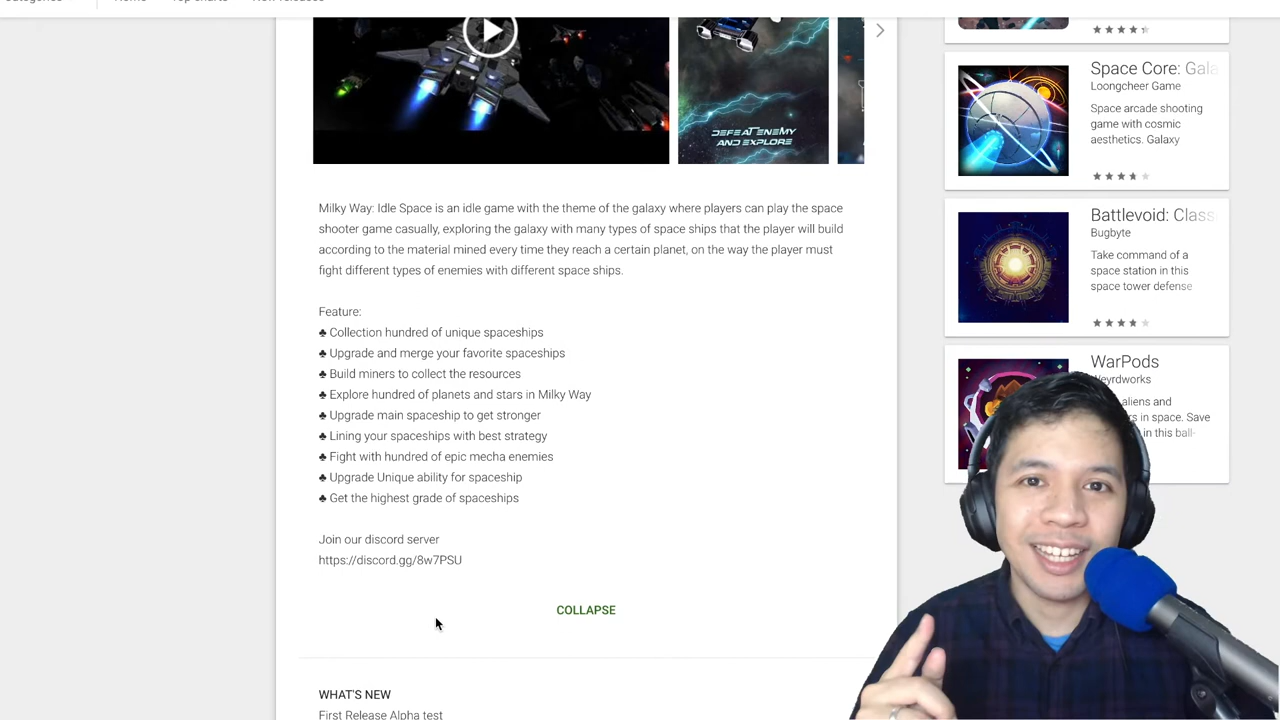 Home
Top charts
New releases
DEFEAT ENEMY
AND EXPLORE
Milky Way: Idle Space is an idle game with the theme of the galaxy where players can play the space
shooter game casually, exploring the galaxy with many types of space ships that the player will build
according to the material mined every time they reach a certain planet, on the way the player must
fight different types of enemies with different space ships.
Feature:
♣ Collection hundred of unique spaceships
♣ Upgrade and merge your favorite spaceships
♣ Build miners to collect the resources
♣ Explore hundred of planets and stars in Milky Way
♣ Upgrade main spaceship to get stronger
♣ Lining your spaceships with best strategy
♣ Fight with hundred of epic mecha enemies
♣ Upgrade Unique ability for spaceship
♣ Get the highest grade of spaceships
Join our discord server
https://discord.gg/8w7PSU
COLLAPSE
WHAT'S NEW
First Release Alpha test
Space Core: Gala
Loongcheer Game
Space arcade shooting
game with cosmic
aesthetics. Galaxy
Battlevoid: Class
Bugbyte
Take command of a
space station in this
space tower defense
WarPods
Weyrdworks
aliens and
in space. Save
in this ball-